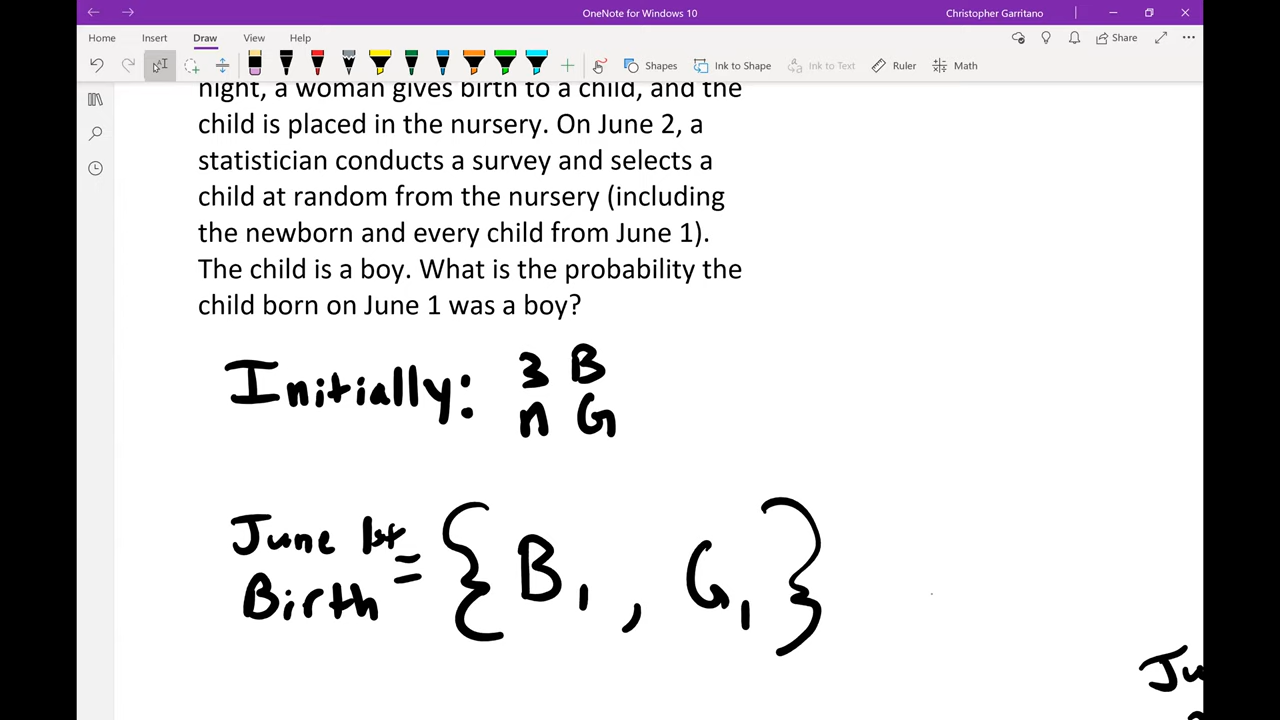 OneNote for Windows 10
Christopher Garritano
Home Insert Draw View Help
Share
Shapes Ink to Shape Ink to Text Ruler Math
night, a woman gives birth to a child, and the
child is placed in the nursery. On June 2, a
statistician conducts a survey and selects a
child at random from the nursery (including
the newborn and every child from June 1).
The child is a boy. What is the probability the
child born on June 1 was a boy?
Initially: 3 B
n G
June 1st
Birth = { B₁ , G₁ }